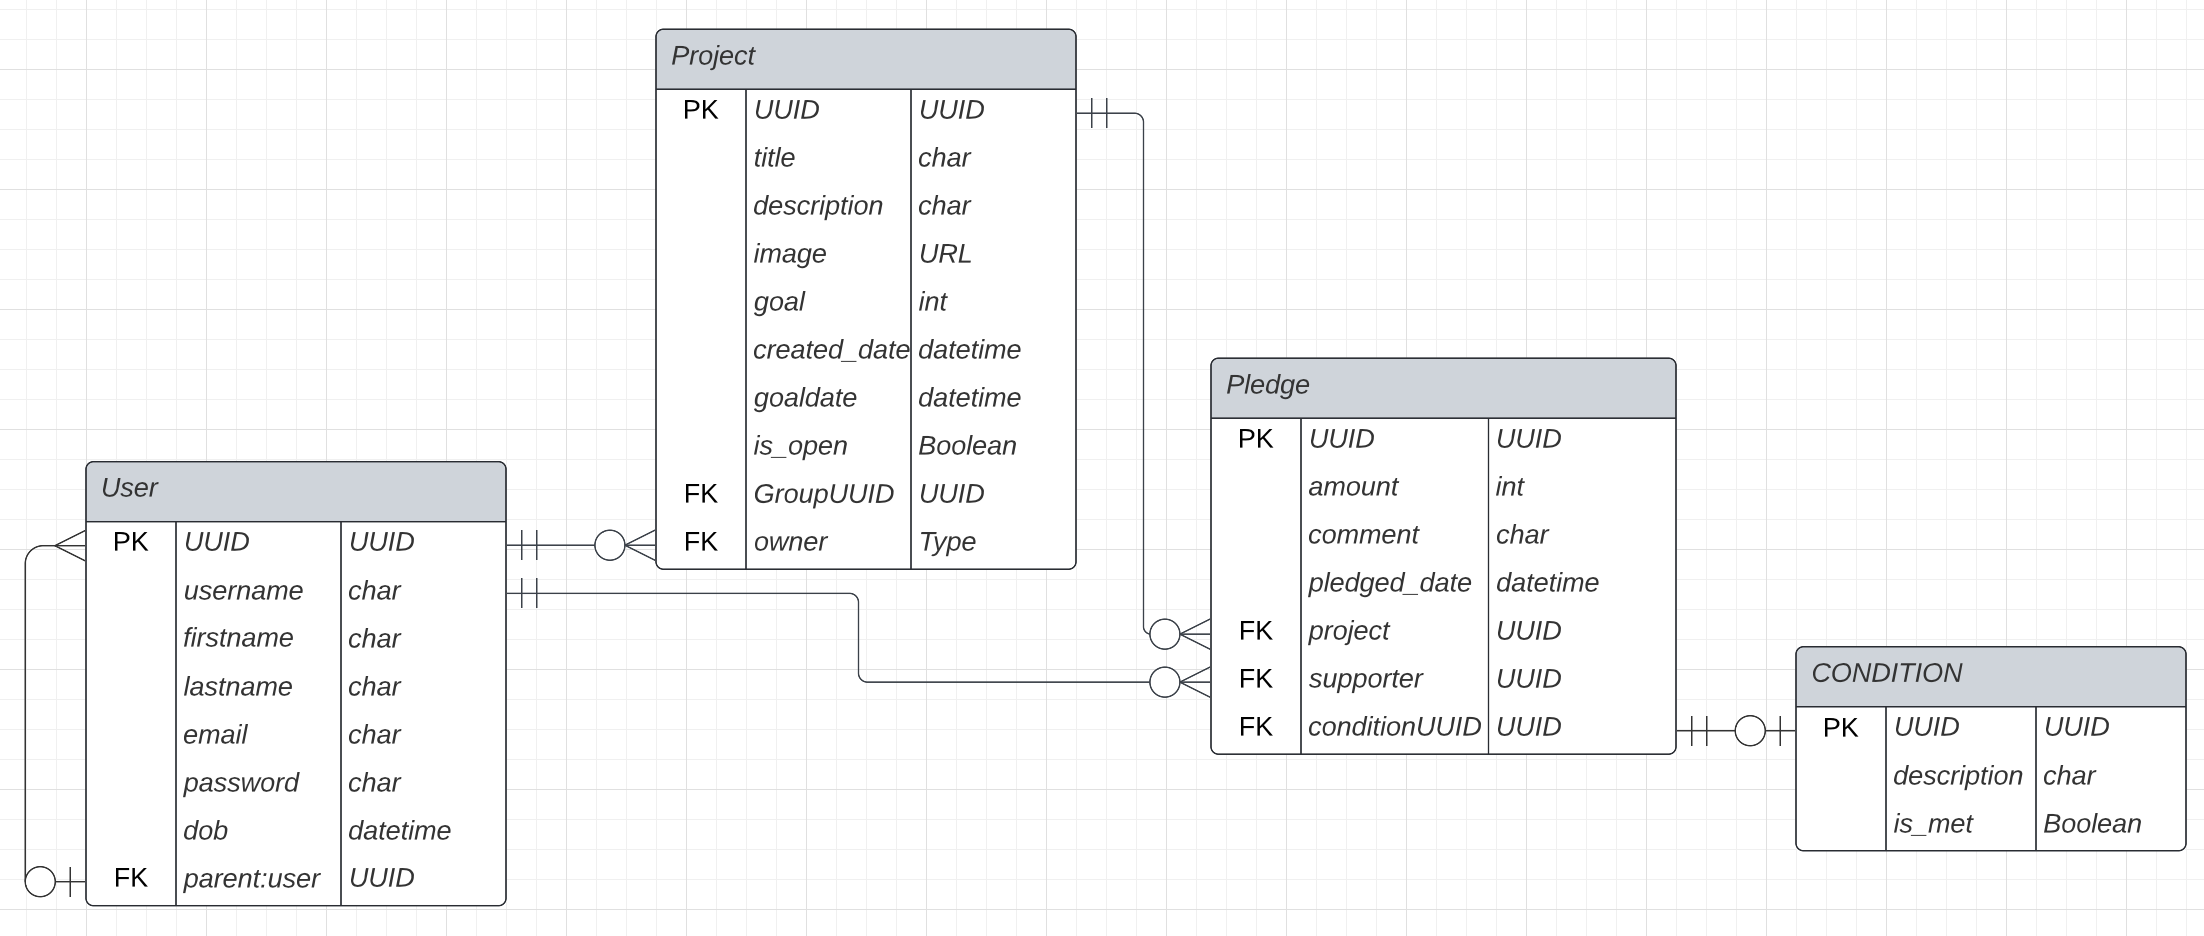 Project
PK UUID UUID
title char
description char
image URL
goal int
created_date datetime
goaldate datetime
is_open Boolean
FK GroupUUID UUID
FK owner Type
User
PK UUID UUID
username char
firstname char
lastname char
email char
password char
dob datetime
FK parent:user UUID
Pledge
PK UUID UUID
amount int
comment char
pledged_date datetime
FK project UUID
FK supporter UUID
FK conditionUUID UUID
CONDITION
PK UUID UUID
description char
is_met Boolean